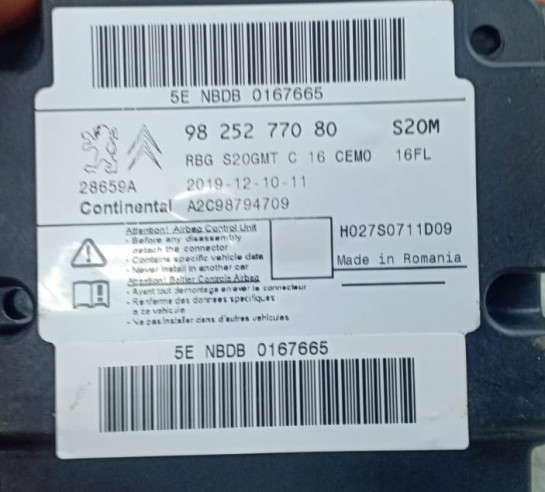 5E NBDB 0167665
98 252 770 80 S20M
RBG S20GMT C 16 CEM0 16FL
28659A 2019-12-10-11
Continental A2C98794709
Attention! Airbag Control Unit
- Before any disassembly
detach the connector
- Contains specific vehicle data
- Never install in another car
Attention! Boitier Controle Airbag
- Avant tout demontage enlever le connecteur
- Renferme des donnees specifiques
a ce vehicule
- Ne pas installer dans d'autres vehicules
H027S0711D09
Made in Romania
5E NBDB 0167665